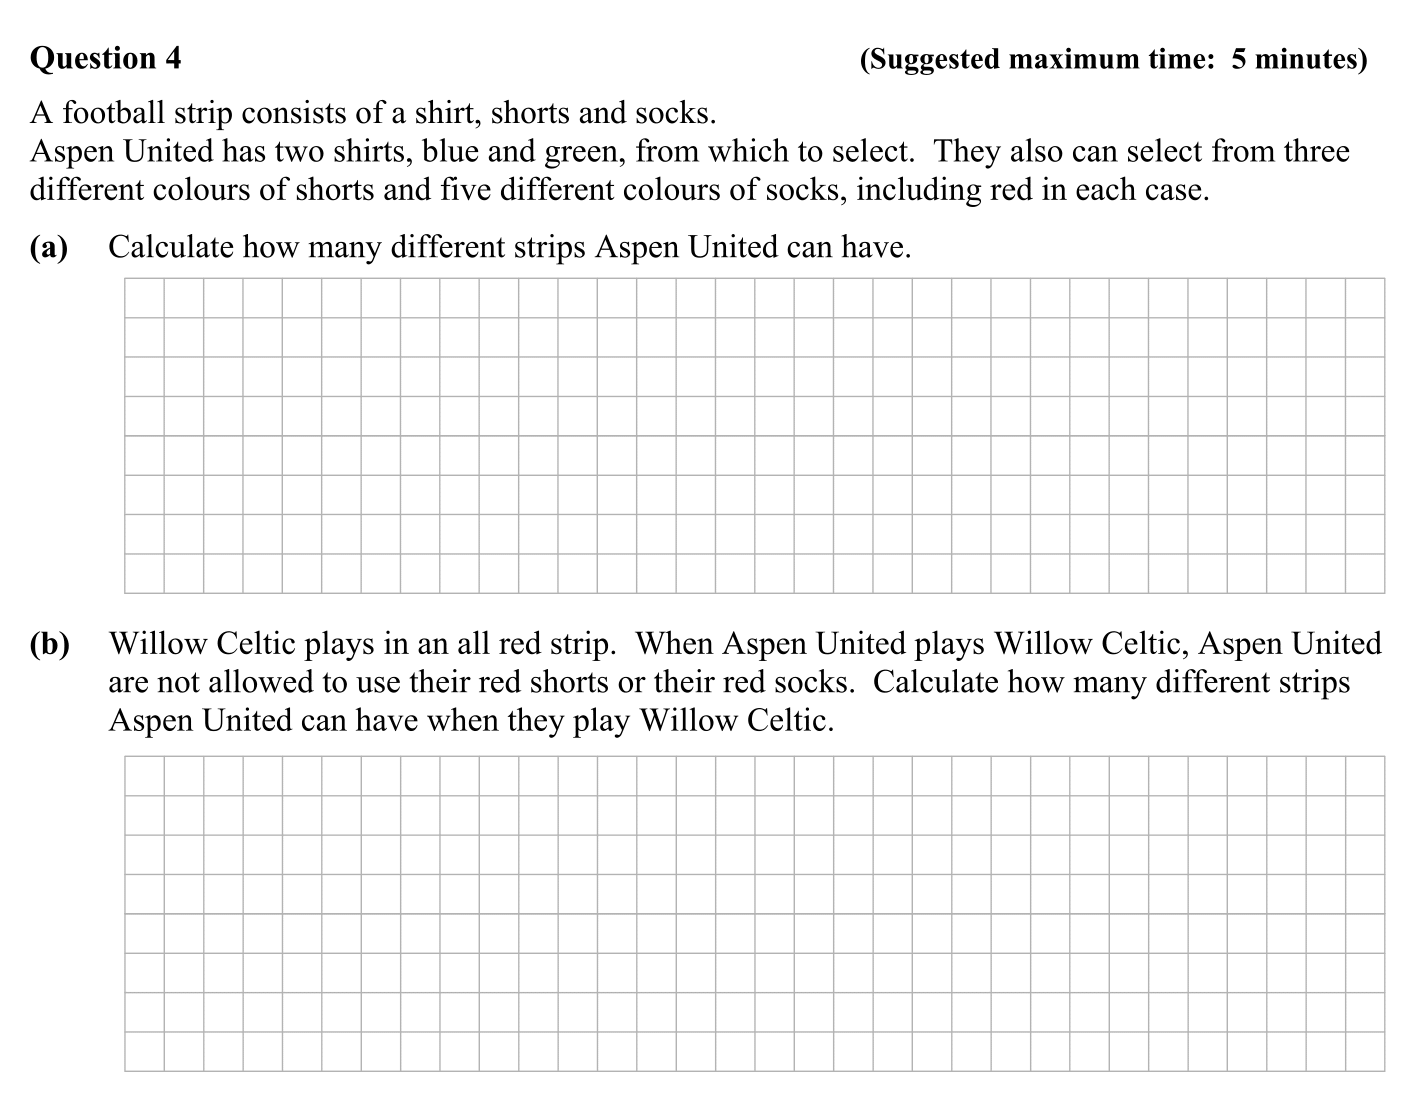 Question 4 (Suggested maximum time: 5 minutes)
A football strip consists of a shirt, shorts and socks.
Aspen United has two shirts, blue and green, from which to select. They also can select from three
different colours of shorts and five different colours of socks, including red in each case.
(a) Calculate how many different strips Aspen United can have.
(b) Willow Celtic plays in an all red strip. When Aspen United plays Willow Celtic, Aspen United
are not allowed to use their red shorts or their red socks. Calculate how many different strips
Aspen United can have when they play Willow Celtic.